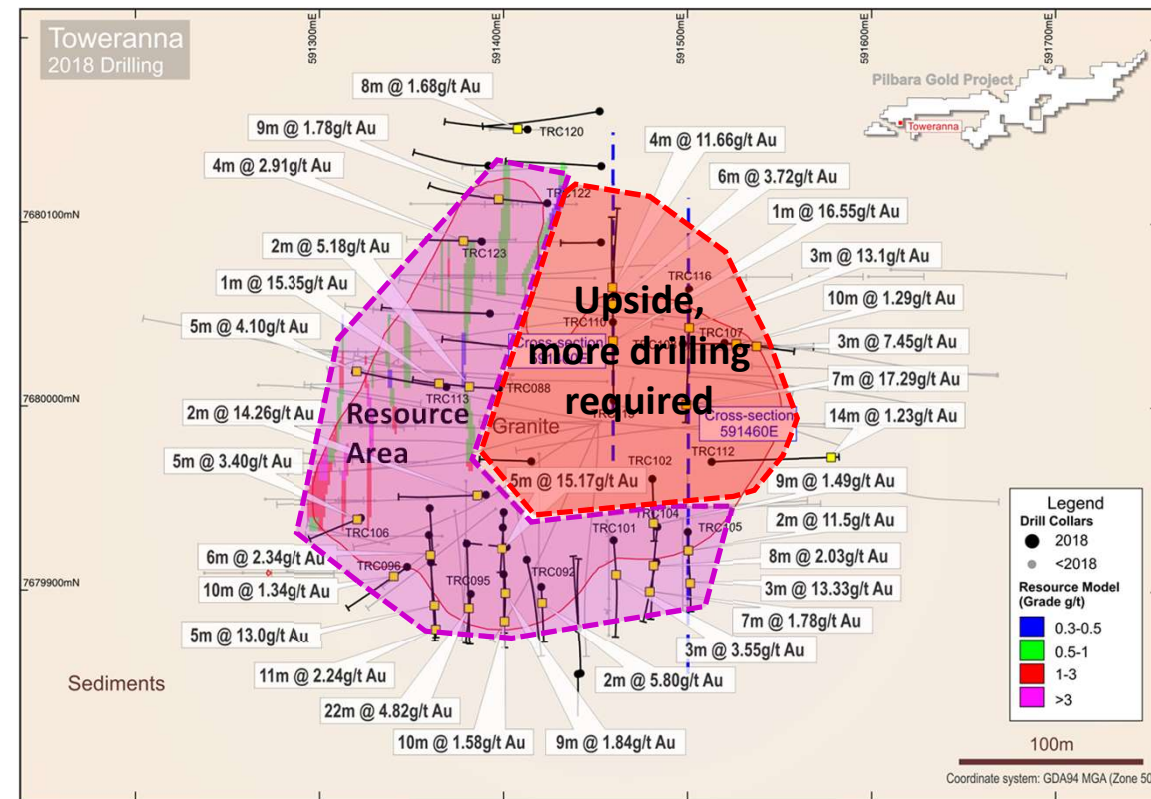 Toweranna
2018 Drilling
591300mE
591400mE
591500mE
591600mE
591700mE
Pilbara Gold Project
Toweranna
8m @ 1.68g/t Au
TRC120
9m @ 1.78g/t Au
4m @ 11.66g/t Au
4m @ 2.91g/t Au
6m @ 3.72g/t Au
TRC122
1m @ 16.55g/t Au
7680100mN
TRC123
2m @ 5.18g/t Au
3m @ 13.1g/t Au
TRC116
1m @ 15.35g/t Au
10m @ 1.29g/t Au
Upside,
more drilling
required
TRC110
TRC107
5m @ 4.10g/t Au
3m @ 7.45g/t Au
Cross-section
7m @ 17.29g/t Au
TRC088
TRC113
7680000mN
2m @ 14.26g/t Au
Resource
Area
Granite
Cross-section
591460E
14m @ 1.23g/t Au
TRC112
TRC102
5m @ 3.40g/t Au
5m @ 15.17g/t Au
9m @ 1.49g/t Au
2m @ 11.5g/t Au
TRC104
TRC101
TRC105
TRC106
6m @ 2.34g/t Au
8m @ 2.03g/t Au
TRC096
TRC095
TRC092
7679900mN
10m @ 1.34g/t Au
3m @ 13.33g/t Au
7m @ 1.78g/t Au
5m @ 13.0g/t Au
3m @ 3.55g/t Au
11m @ 2.24g/t Au
2m @ 5.80g/t Au
Sediments
22m @ 4.82g/t Au
10m @ 1.58g/t Au
9m @ 1.84g/t Au
Legend
Drill Collars
2018
<2018
Resource Model
(Grade g/t)
0.3-0.5
0.5-1
1-3
>3
100m
Coordinate system: GDA94 MGA (Zone 50